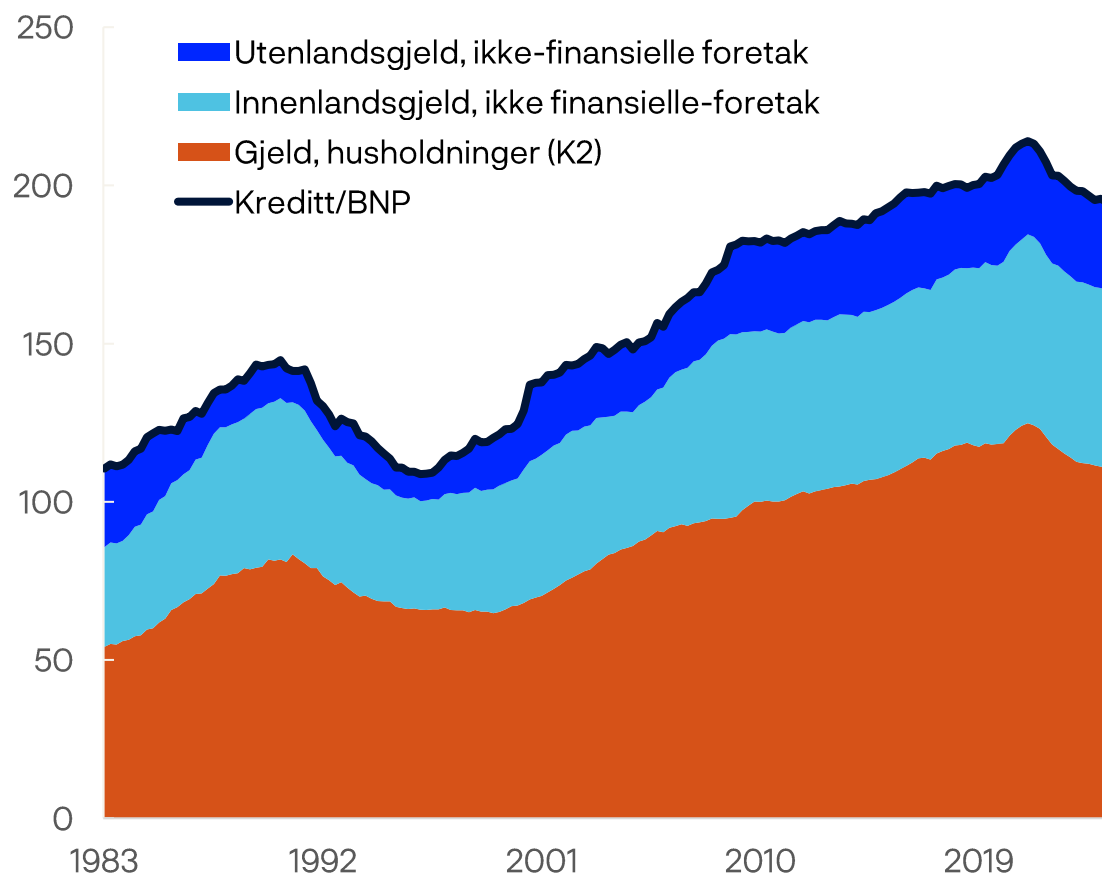 250
Utenlandsgjeld, ikke-finansielle foretak
Innenlandsgjeld, ikke finansielle-foretak
Gjeld, husholdninger (K2)
200
Kreditt/BNP
150
100
50
0
1983 1992 2001 2010 2019